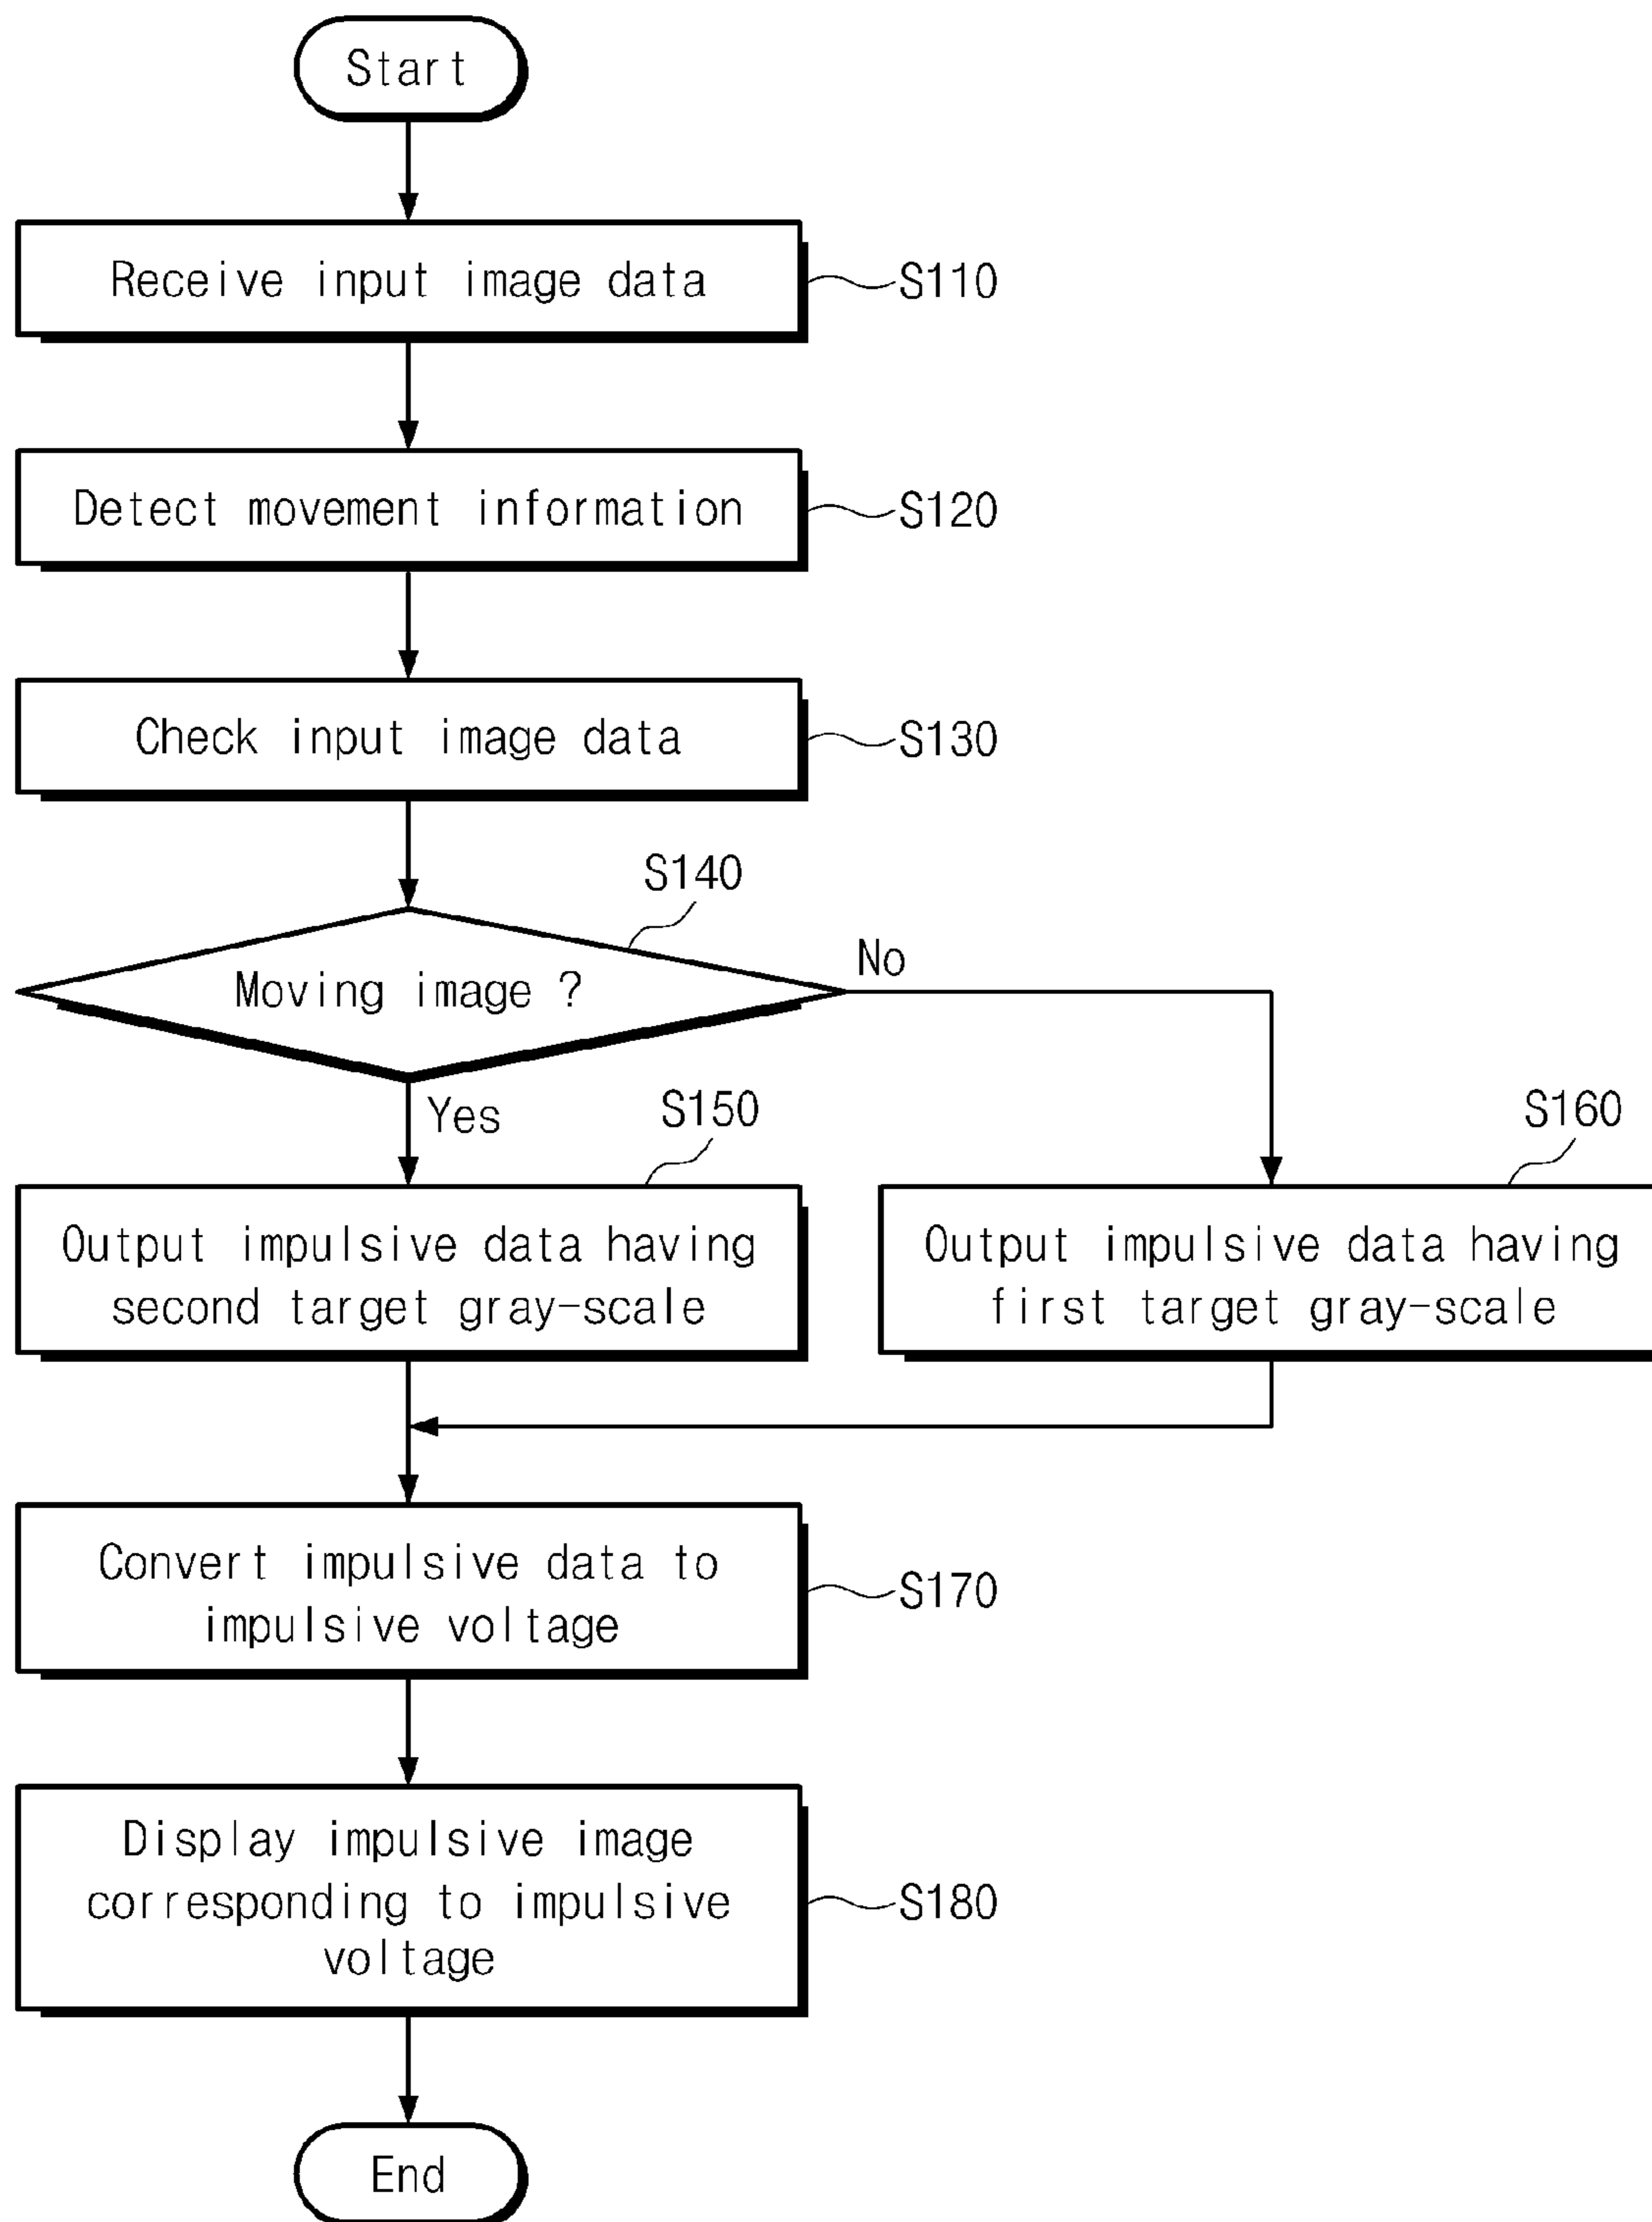 Start
Receive input image data
S110
Detect movement information
S120
Check input image data
S130
S140
Moving image ?
No
Yes
S150
S160
Output impulsive data having
second target gray-scale
Output impulsive data having
first target gray-scale
Convert impulsive data to
impulsive voltage
S170
Display impulsive image
corresponding to impulsive
voltage
S180
End